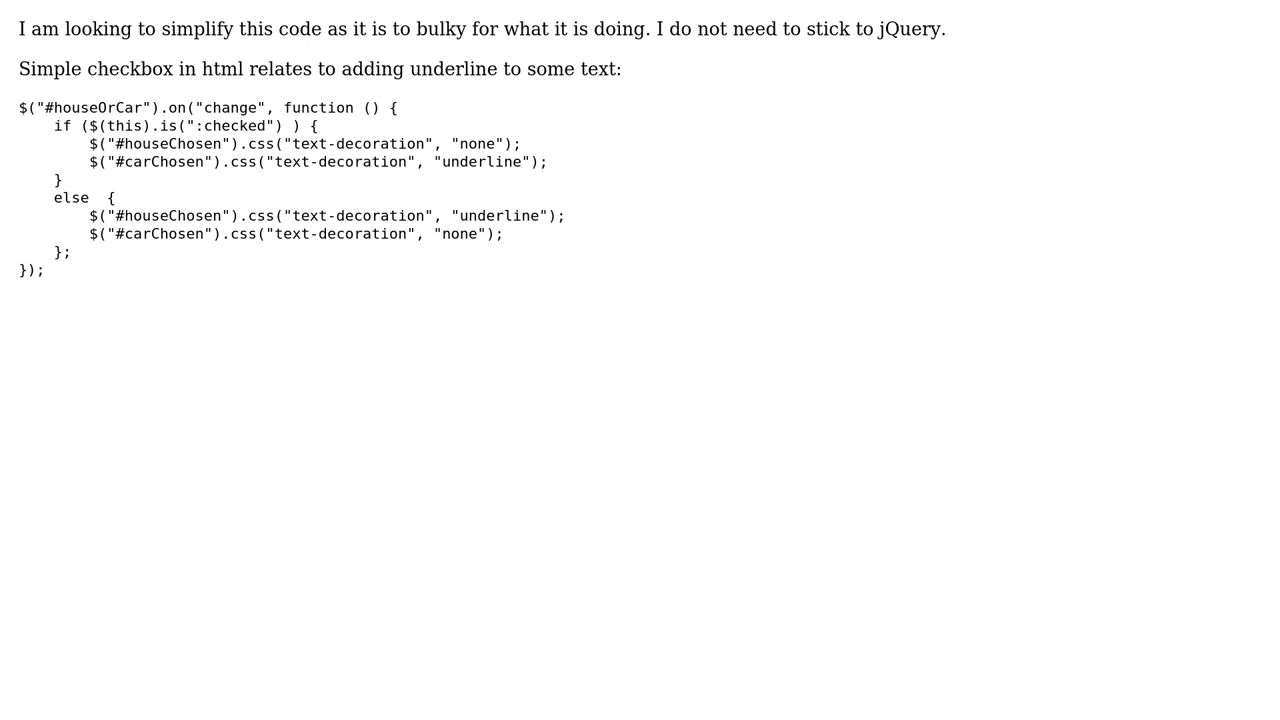 I am looking to simplify this code as it is to bulky for what it is doing. I do not need to stick to jQuery.
Simple checkbox in html relates to adding underline to some text:
$("#houseOrCar").on("change", function () {
    if ($(this).is(":checked") ) {
        $("#houseChosen").css("text-decoration", "none");
        $("#carChosen").css("text-decoration", "underline");
    }
    else  {
        $("#houseChosen").css("text-decoration", "underline");
        $("#carChosen").css("text-decoration", "none");
    };
});